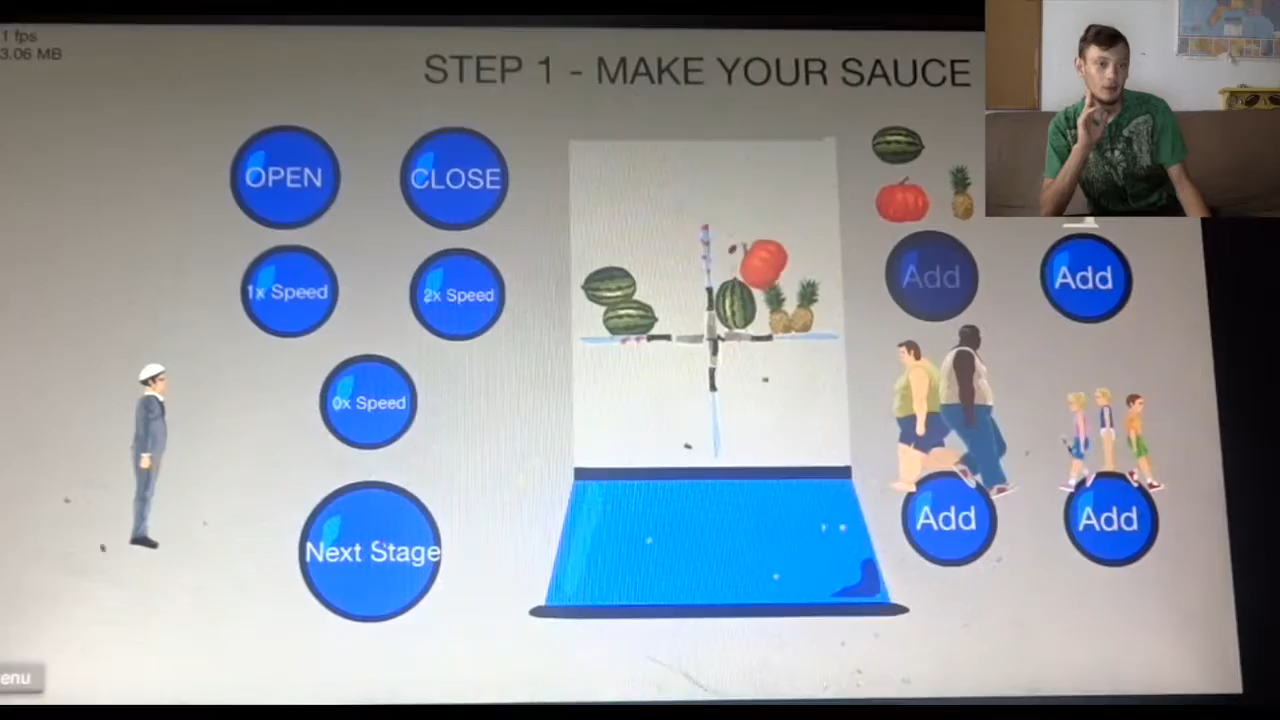 1 fps
3.06 MB
STEP 1 - MAKE YOUR SAUCE
OPEN
CLOSE
1x Speed
2x Speed
0x Speed
Next Stage
Add
Add
Add
Add
enu